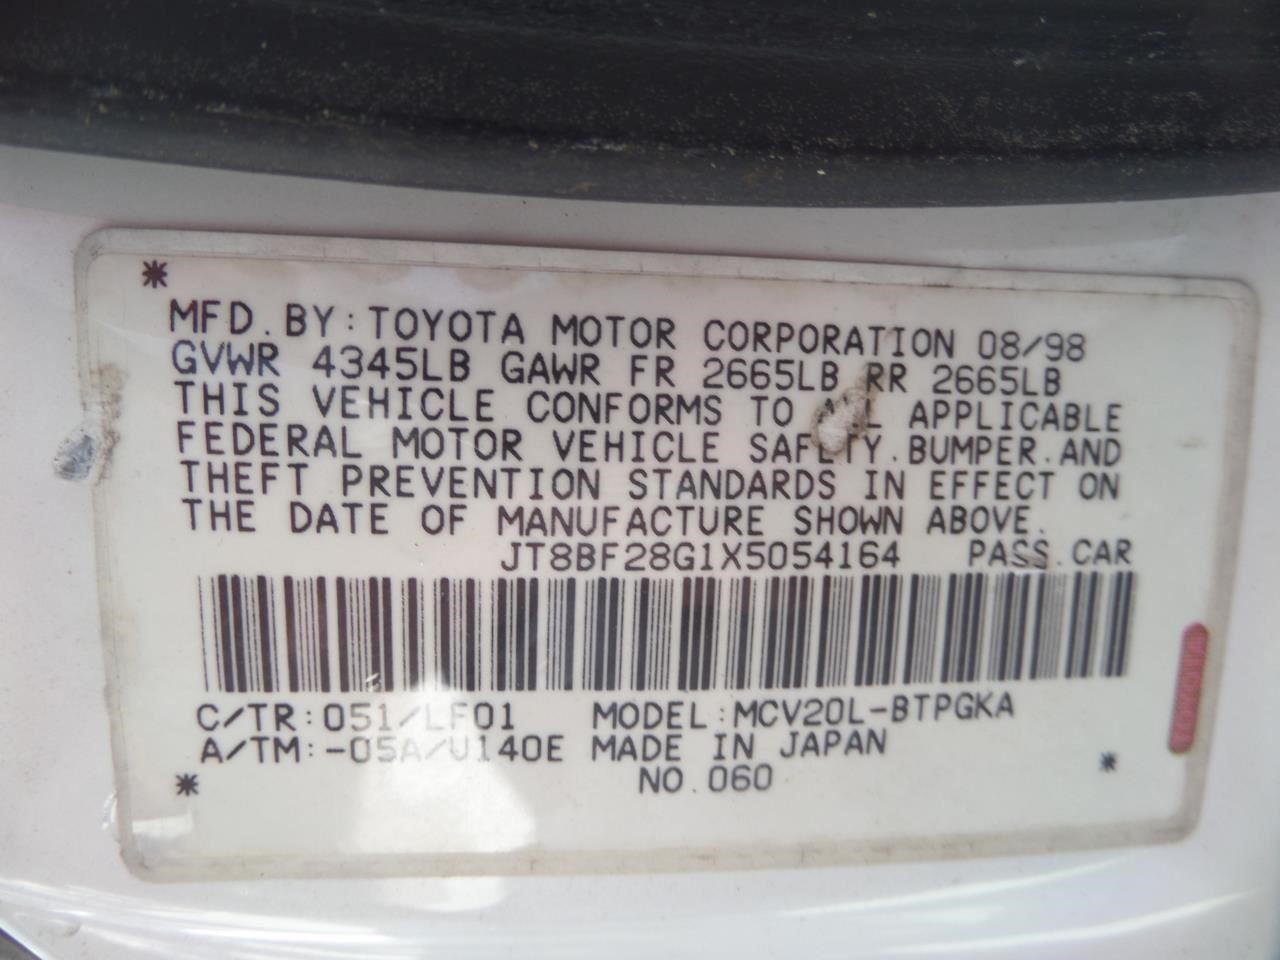 MFD. BY: TOYOTA MOTOR CORPORATION 08/98
GVWR 4345LB GAWR FR 2665LB RR 2665LB
THIS VEHICLE CONFORMS TO ALL APPLICABLE
FEDERAL MOTOR VEHICLE SAFETY. BUMPER. AND
THEFT PREVENTION STANDARDS IN EFFECT ON
THE DATE OF MANUFACTURE SHOWN ABOVE.
JT8BF28G1X5054164 PASS. CAR
C/TR: 051/LF01 MODEL: MCV20L-BTPGKA
A/TM: -05A/U140E MADE IN JAPAN
NO. 060
TOYOTA